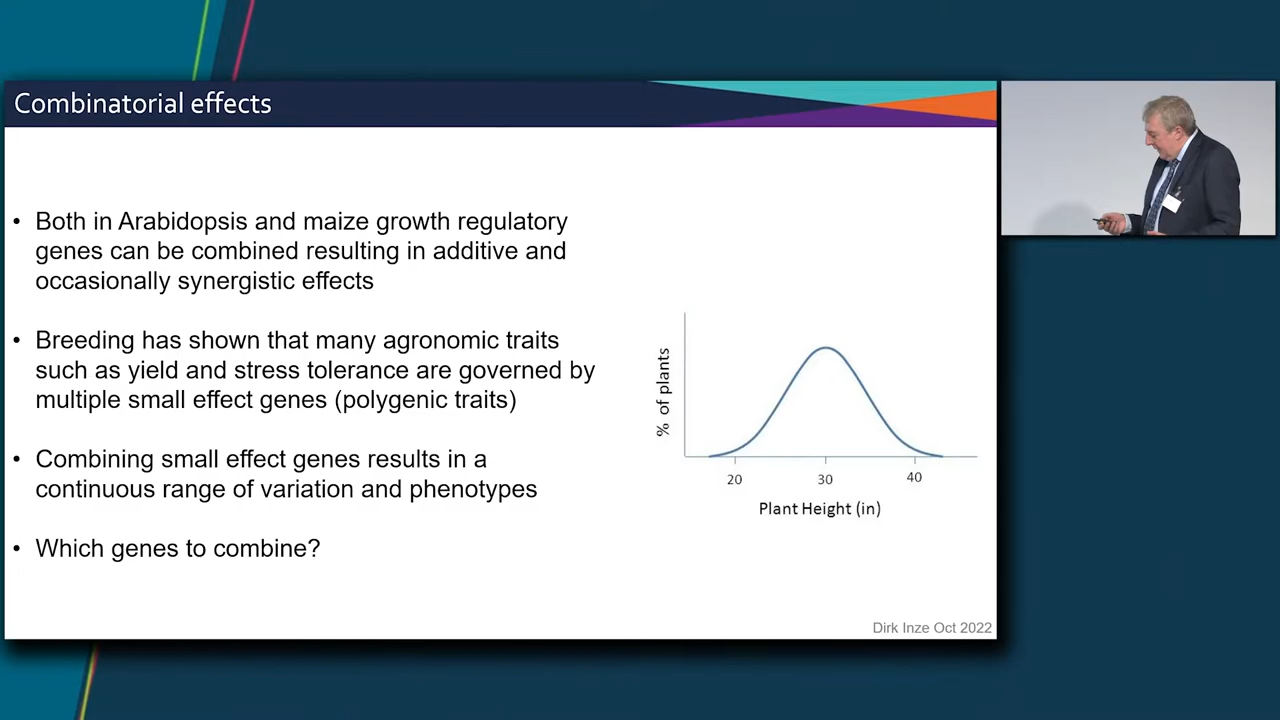 Combinatorial effects
• Both in Arabidopsis and maize growth regulatory
genes can be combined resulting in additive and
occasionally synergistic effects
• Breeding has shown that many agronomic traits
such as yield and stress tolerance are governed by
multiple small effect genes (polygenic traits)
• Combining small effect genes results in a
continuous range of variation and phenotypes
• Which genes to combine?
% of plants
20 30 40
Plant Height (in)
Dirk Inze Oct 2022